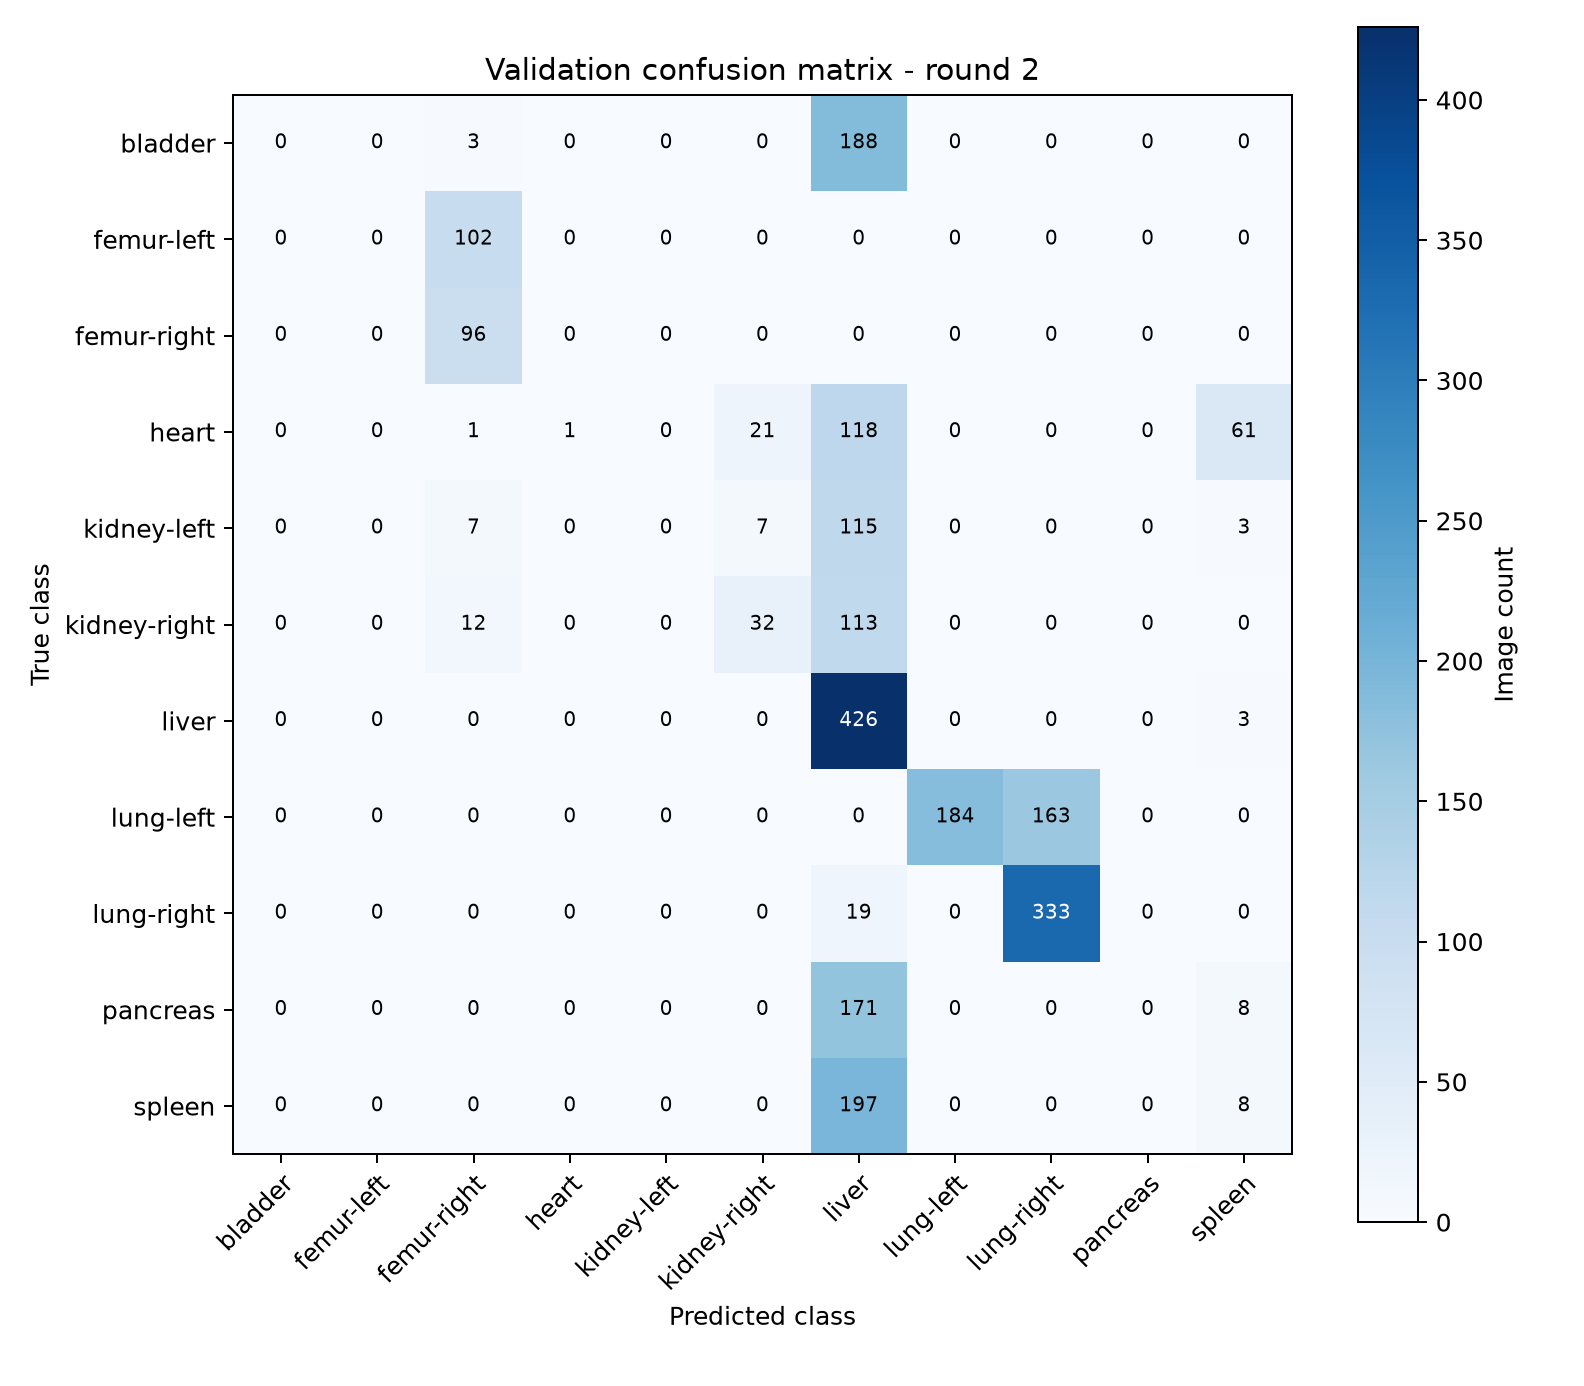 Validation confusion matrix - round 2
bladder 0 0 3 0 0 0 188 0 0 0 0
femur-left 0 0 102 0 0 0 0 0 0 0 0
femur-right 0 0 96 0 0 0 0 0 0 0 0
heart 0 0 1 1 0 21 118 0 0 0 61
kidney-left 0 0 7 0 0 7 115 0 0 0 3
kidney-right 0 0 12 0 0 32 113 0 0 0 0
liver 0 0 0 0 0 0 426 0 0 0 3
lung-left 0 0 0 0 0 0 0 184 163 0 0
lung-right 0 0 0 0 0 0 19 0 333 0 0
pancreas 0 0 0 0 0 0 171 0 0 0 8
spleen 0 0 0 0 0 0 197 0 0 0 8
bladder femur-left femur-right heart kidney-left kidney-right liver lung-left lung-right pancreas spleen
Predicted class
True class
400
350
300
250
200
150
100
50
0
Image count